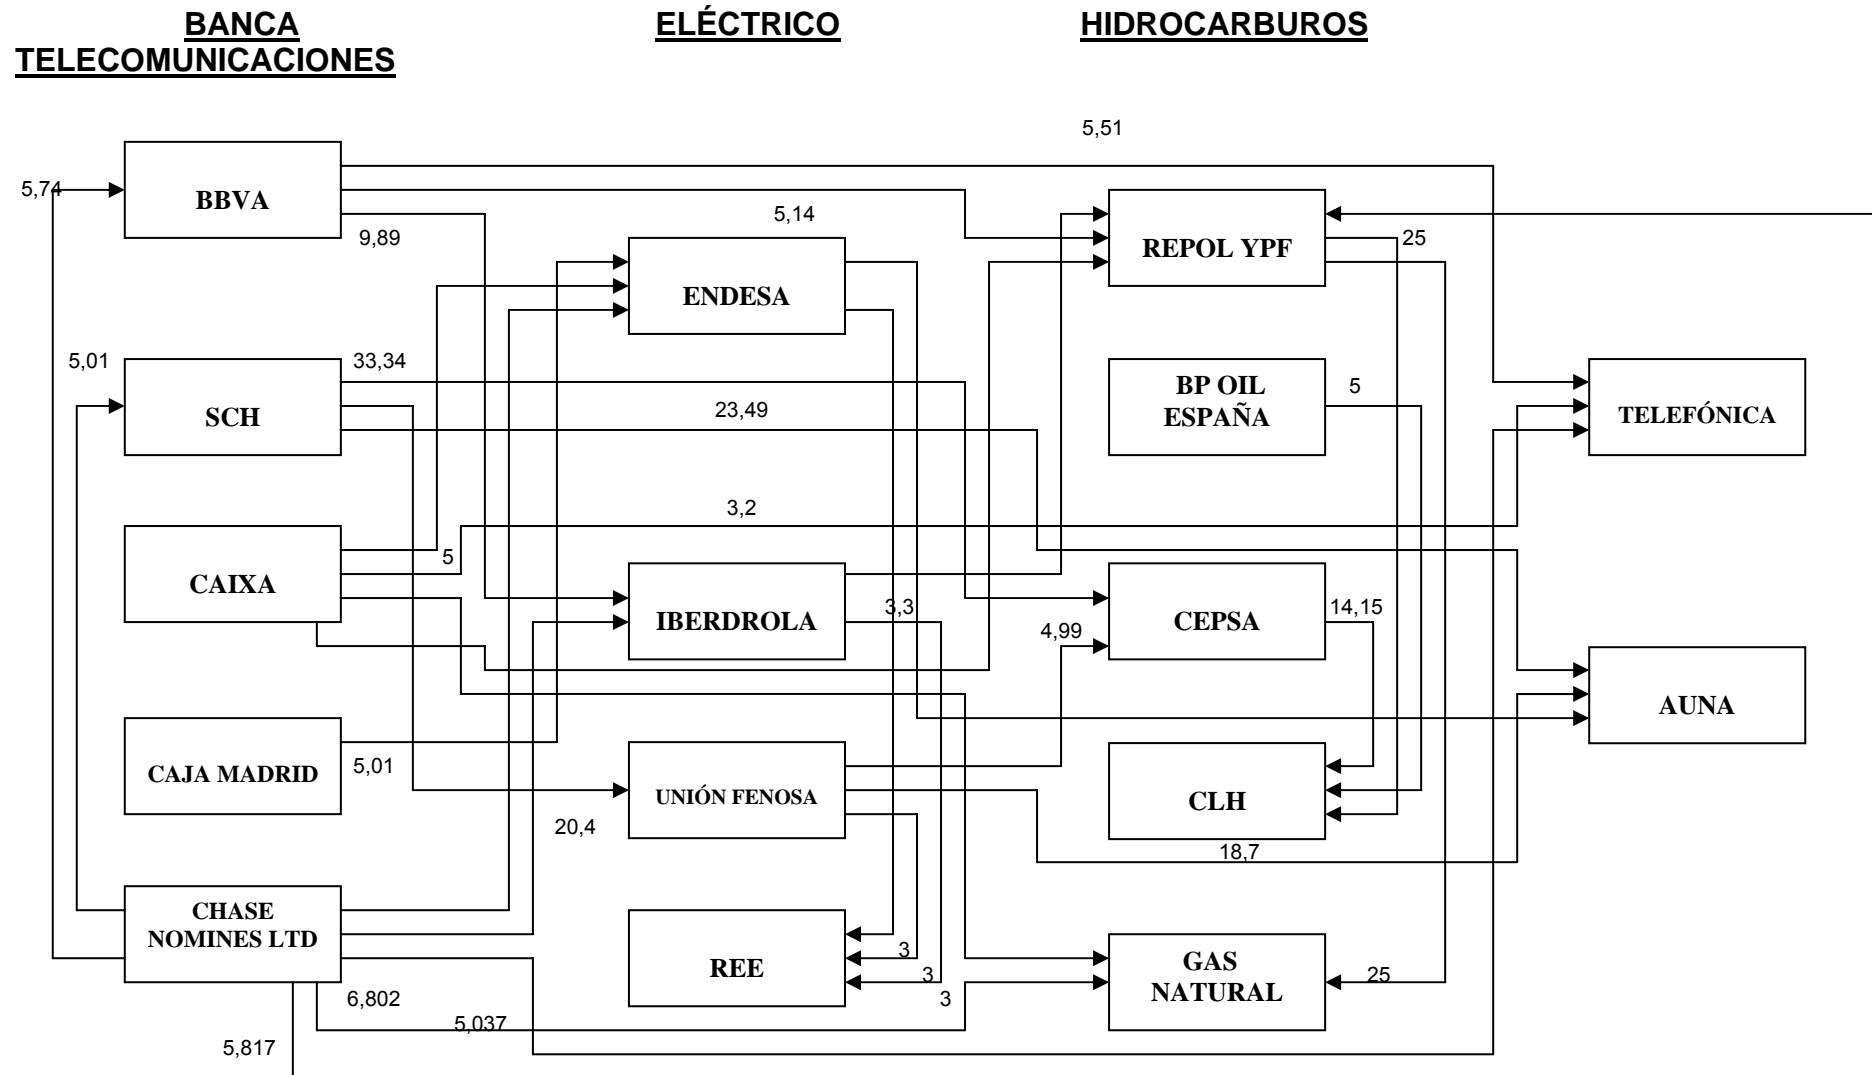 BANCA
TELECOMUNICACIONES
ELÉCTRICO
HIDROCARBUROS
5,51
5,74
BBVA
9,89
5,14
ENDESA
REPOL YPF
25
5,01
SCH
33,34
23,49
BP OIL
ESPAÑA
5
TELEFÓNICA
3,2
CAIXA
5
IBERDROLA
3,3
4,99
CEPSA
14,15
AUNA
CAJA MADRID
5,01
20,4
UNIÓN FENOSA
CLH
18,7
CHASE
NOMINES LTD
6,802
5,037
5,817
REE
3
3
3
GAS
NATURAL
25